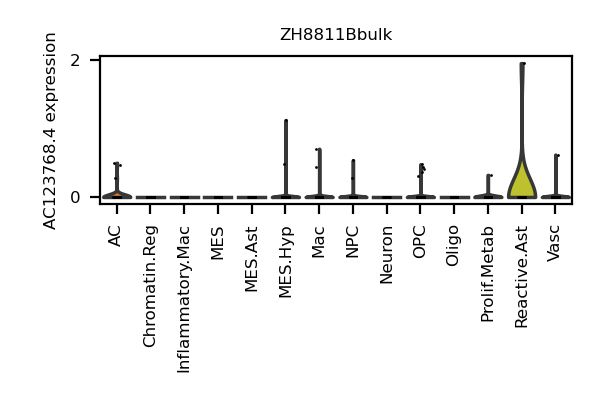 ZH8811Bbulk
AC123768.4 expression
2
0
AC
Chromatin.Reg
Inflammatory.Mac
MES
MES.Ast
MES.Hyp
Mac
NPC
Neuron
OPC
Oligo
Prolif.Metab
Reactive.Ast
Vasc